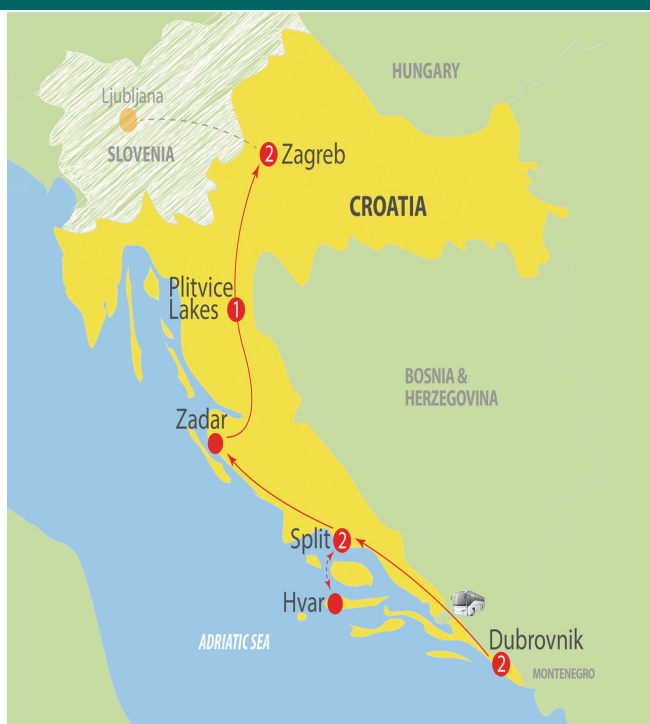 HUNGARY
Ljubljana
SLOVENIA
2 Zagreb
CROATIA
Plitvice
Lakes 1
BOSNIA &
HERZEGOVINA
Zadar
Split 2
Hvar
ADRIATIC SEA
Dubrovnik
2
MONTENEGRO